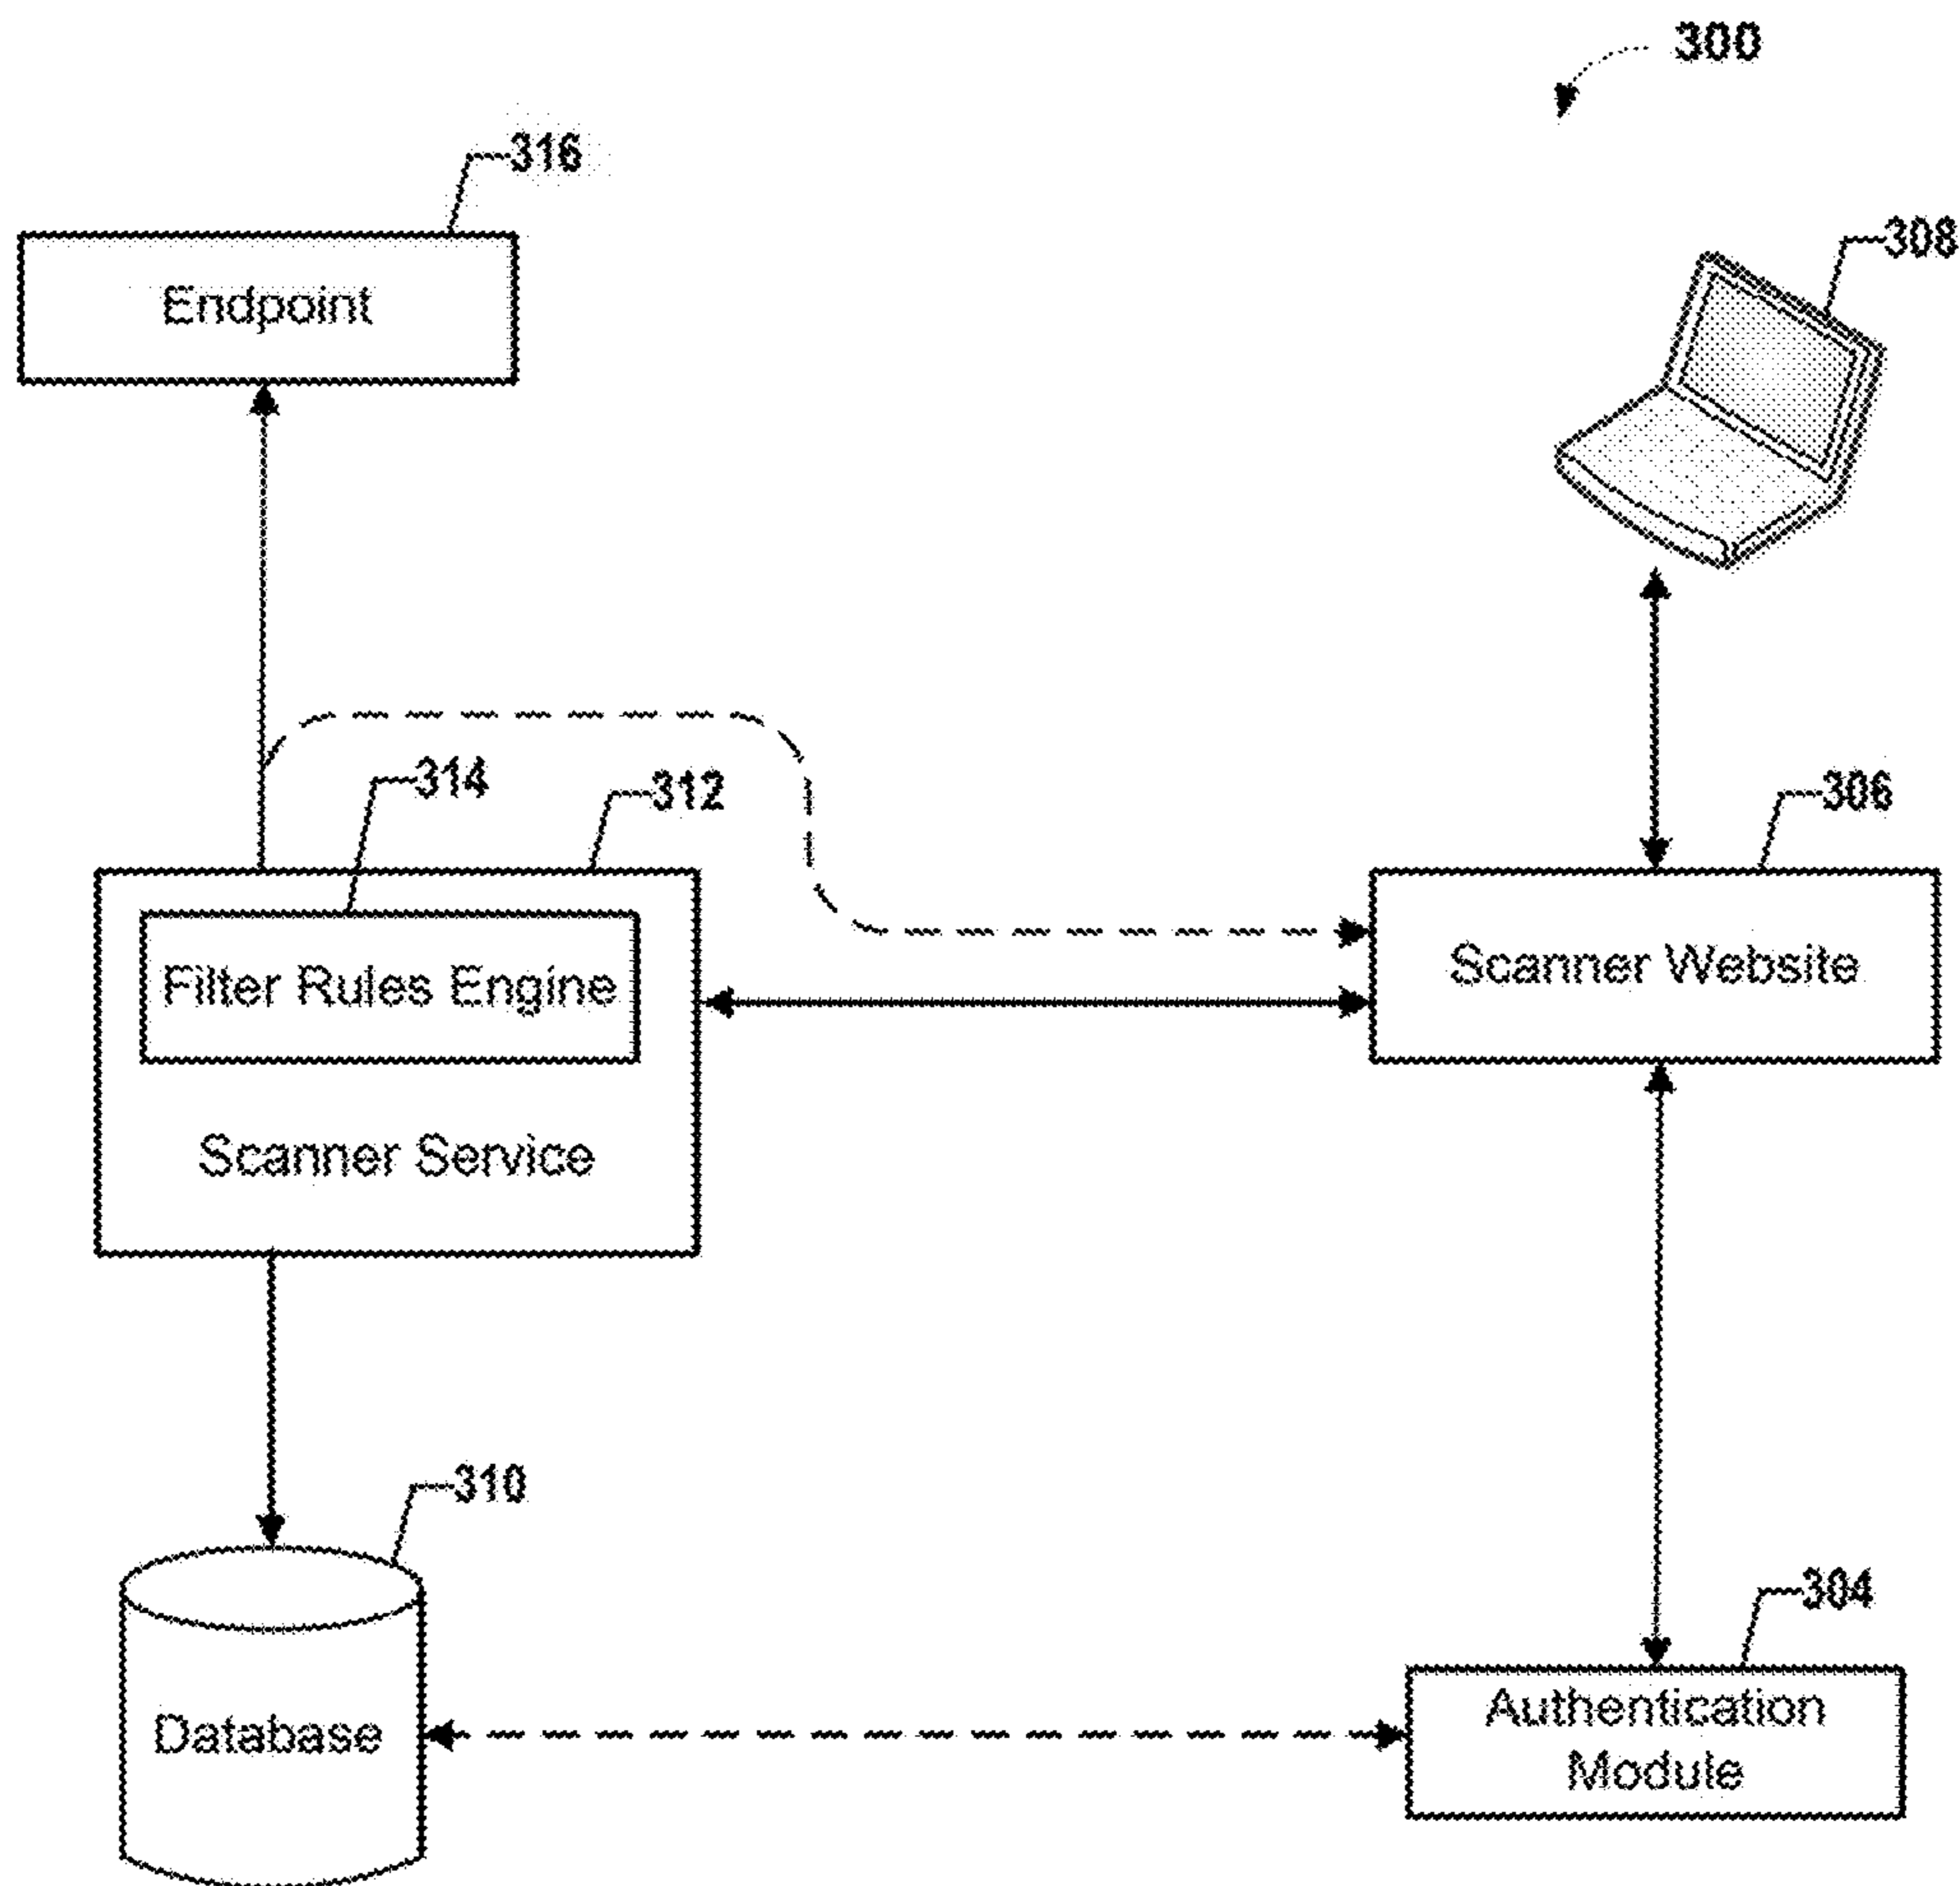 300
316
Endpoint
308
314
312
306
Filter Rules Engine
Scanner Website
Scanner Service
310
304
Database
Authentication
Module